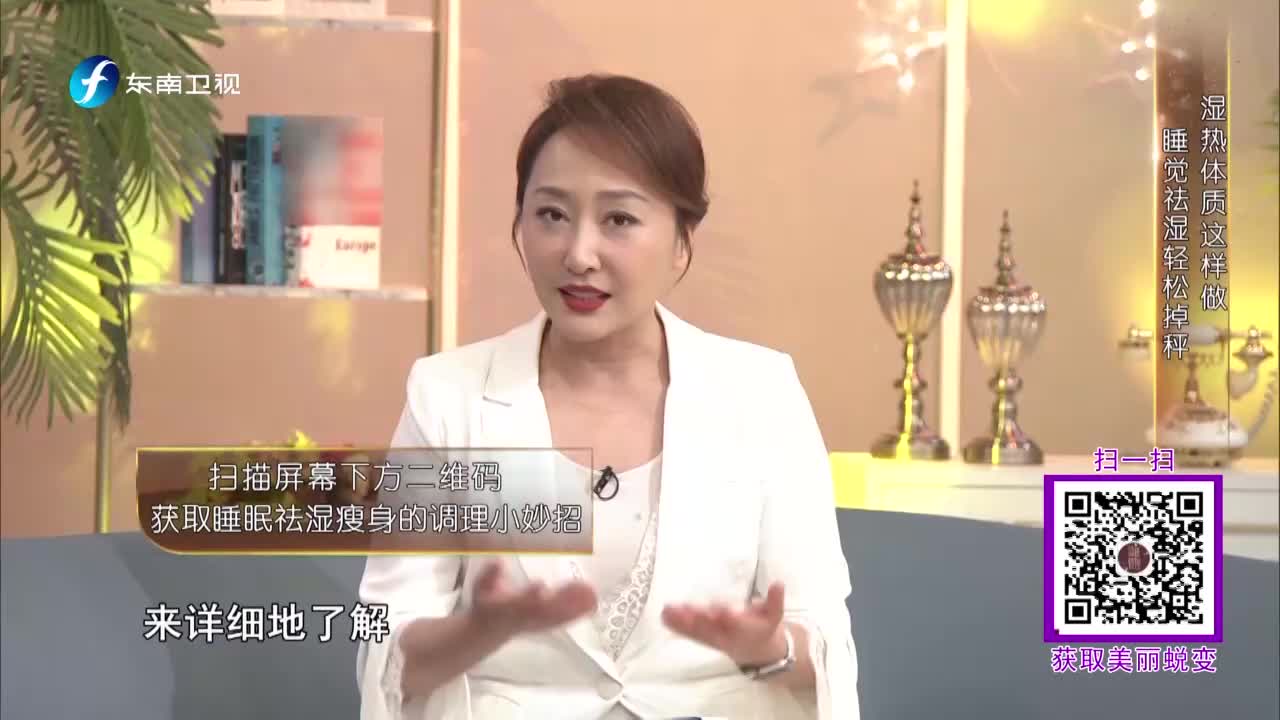 东南卫视
湿热体质这样做
睡觉祛湿轻松掉秤
Europe
扫描屏幕下方二维码
获取睡眠祛湿瘦身的调理小妙招
来详细地了解
扫一扫
获取美丽蜕变